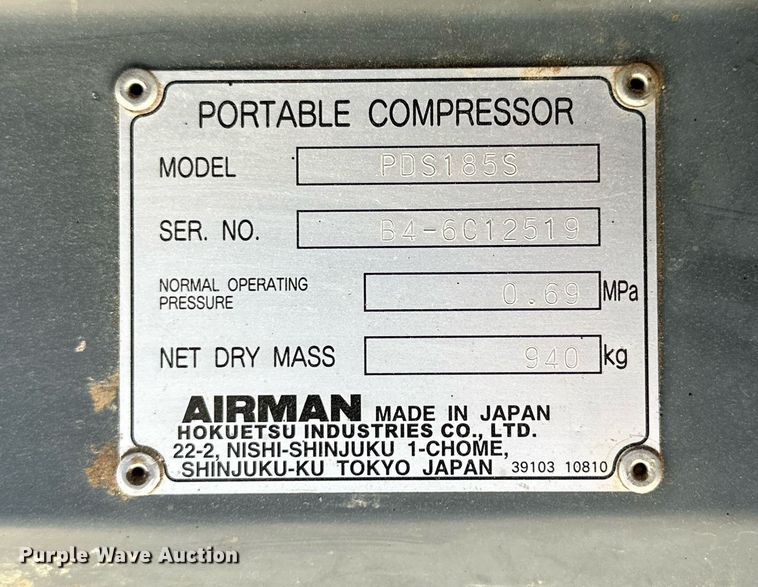 PORTABLE COMPRESSOR
MODEL PDS185S
SER. NO. B4-6C12519
NORMAL OPERATING
PRESSURE 0.69 MPa
NET DRY MASS 940 kg
AIRMAN MADE IN JAPAN
HOKUETSU INDUSTRIES CO., LTD.
22-2, NISHI-SHINJUKU 1-CHOME,
SHINJUKU-KU TOKYO JAPAN 39103 10810
Purple Wave Auction